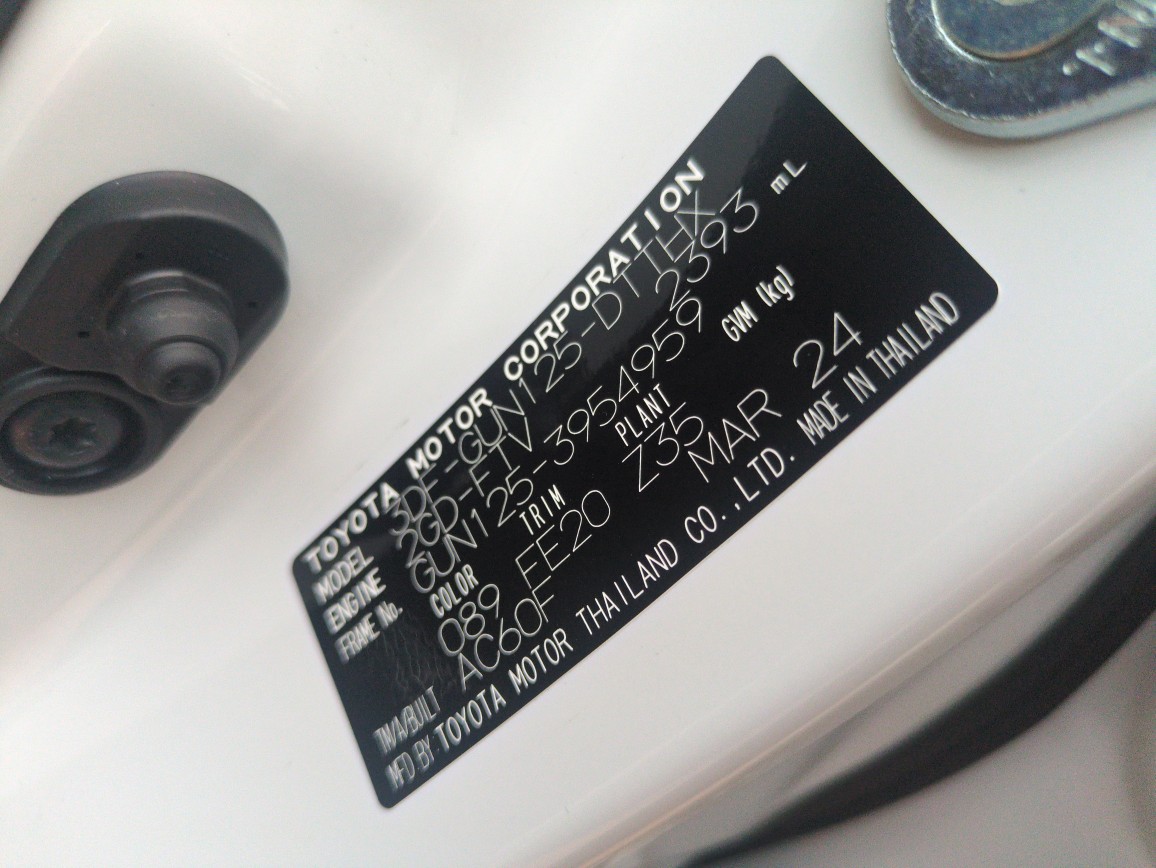 TOYOTA MOTOR CORPORATION
MODEL 3DF-GUN125-DTTHX
ENGINE 2GD-FTV 2393 mL
FRAME No. GUN125-3954959
COLOR TRIM PLANT GVM (kg)
089 FE20 Z35
T/M/A/BUILT AC60F MAR 24
MFD. BY: TOYOTA MOTOR THAILAND CO.,LTD. MADE IN THAILAND